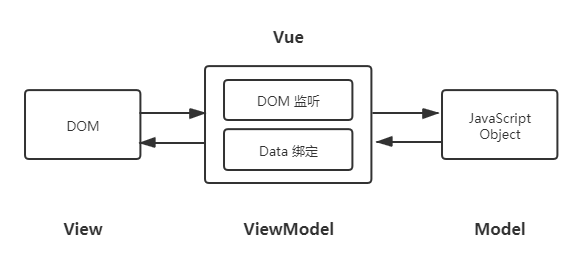 Vue
DOM
DOM 监听
Data 绑定
JavaScript
Object
View
ViewModel
Model